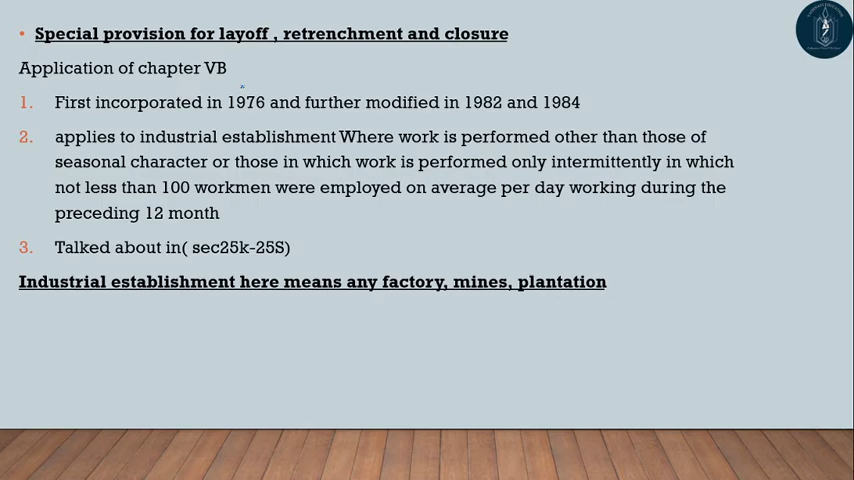 • Special provision for layoff , retrenchment and closure
Application of chapter VB
1. First incorporated in 1976 and further modified in 1982 and 1984
2. applies to industrial establishment Where work is performed other than those of
seasonal character or those in which work is performed only intermittently in which
not less than 100 workmen were employed on average per day working during the
preceding 12 month
3. Talked about in( sec25k-25S)
Industrial establishment here means any factory, mines, plantation